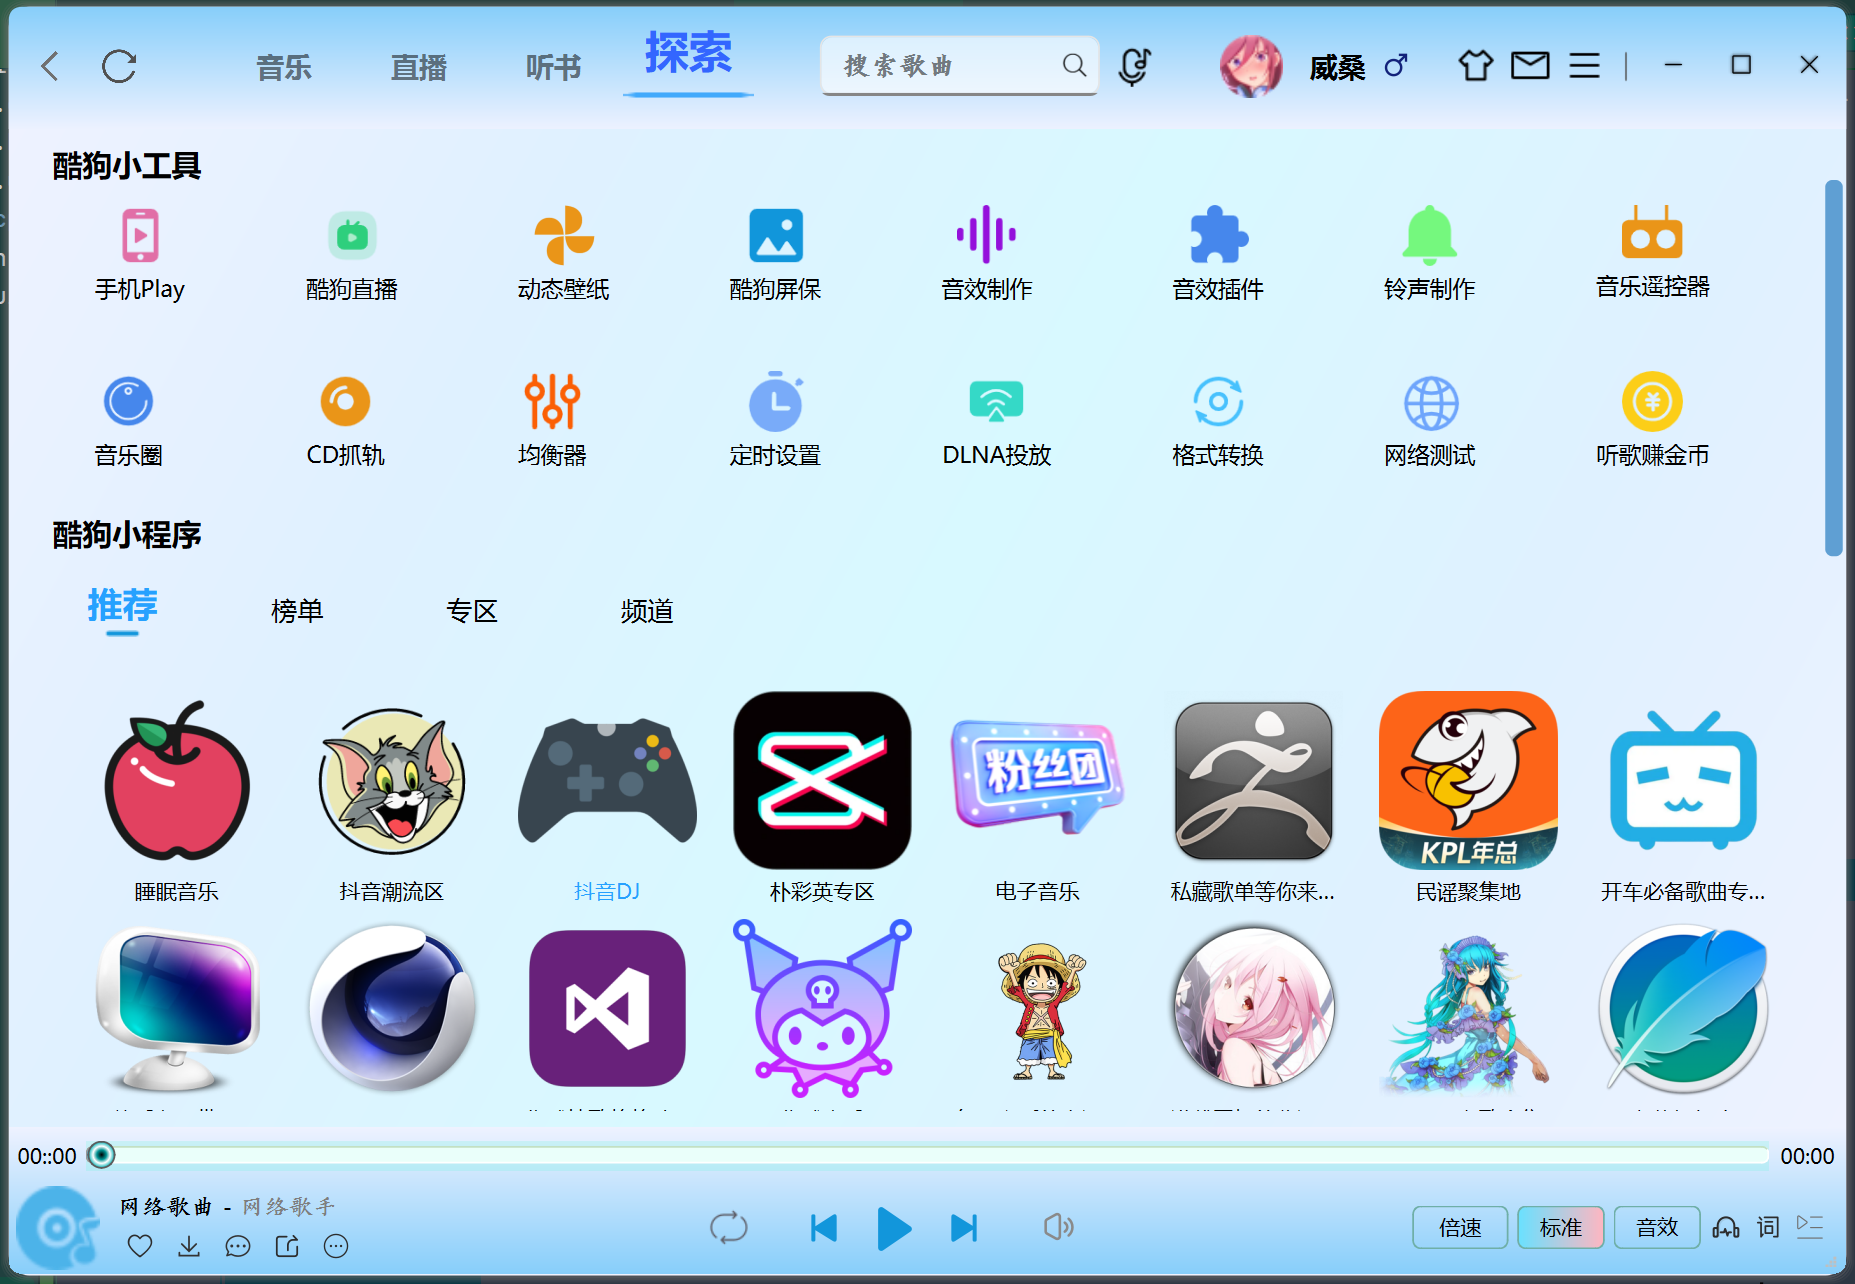 音乐 直播 听书 探索 搜索歌曲 威桑
酷狗小工具
手机Play 酷狗直播 动态壁纸 酷狗屏保 音效制作 音效插件 铃声制作 音乐遥控器
音乐圈 CD抓轨 均衡器 定时设置 DLNA投放 格式转换 网络测试 听歌赚金币
酷狗小程序
推荐 榜单 专区 频道
粉丝团
KPL年总
睡眠音乐 抖音潮流区 抖音DJ 朴彩英专区 电子音乐 私藏歌单等你来... 民谣聚集地 开车必备歌曲专...
00::00 00:00
网络歌曲 - 网络歌手
倍速 标准 音效 词